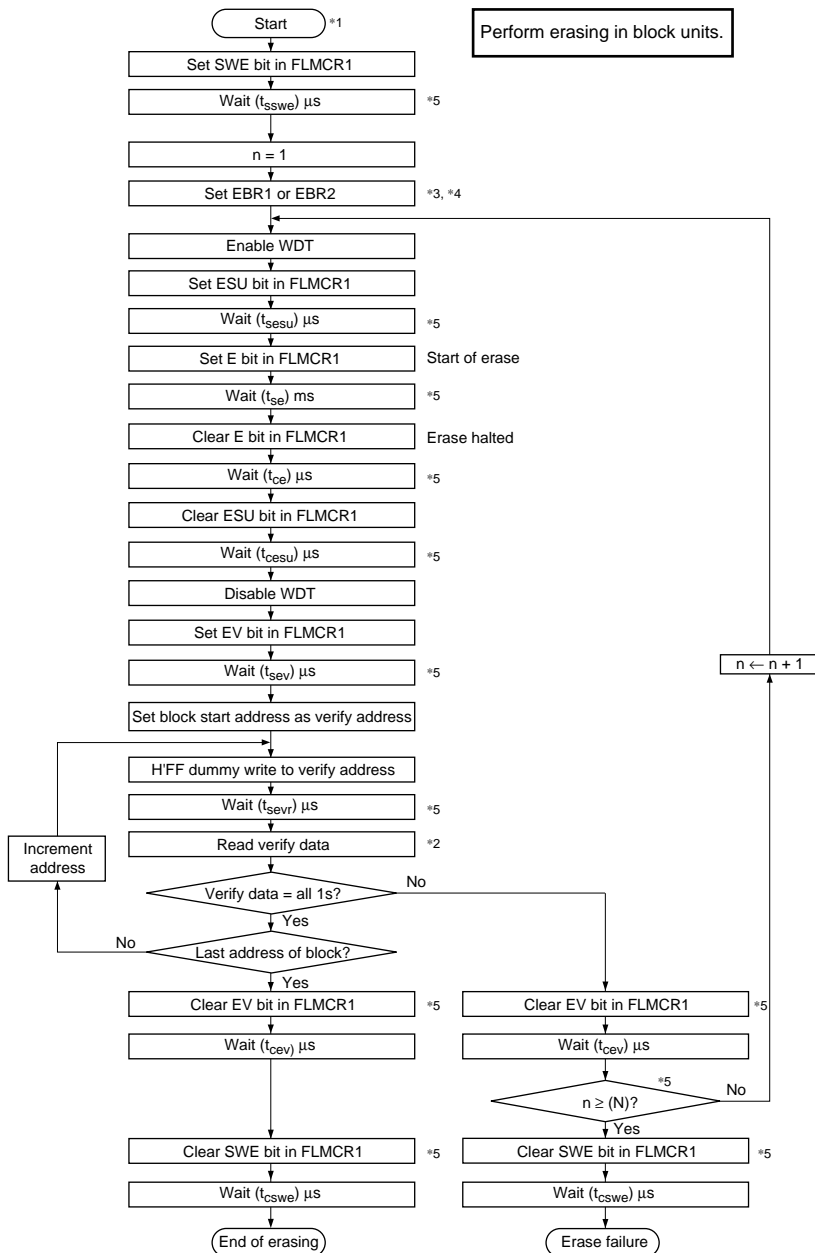 Start *1
Perform erasing in block units.
Set SWE bit in FLMCR1
Wait (tsswe) μs *5
n = 1
Set EBR1 or EBR2 *3, *4
Enable WDT
Set ESU bit in FLMCR1
Wait (tsesu) μs *5
Set E bit in FLMCR1 Start of erase
Wait (tse) ms *5
Clear E bit in FLMCR1 Erase halted
Wait (tce) μs *5
Clear ESU bit in FLMCR1
Wait (tcesu) μs *5
Disable WDT
Set EV bit in FLMCR1
Wait (tsev) μs *5
n ← n + 1
Set block start address as verify address
H'FF dummy write to verify address
Wait (tsevr) μs *5
Read verify data *2
Increment
address
Verify data = all 1s?
No
Yes
Last address of block?
No
Yes
Clear EV bit in FLMCR1 *5
Wait (tcev) μs
Clear SWE bit in FLMCR1 *5
Wait (tcswe) μs
End of erasing
Clear EV bit in FLMCR1 *5
Wait (tcev) μs
*5
n ≥ (N)?
No
Yes
Clear SWE bit in FLMCR1 *5
Wait (tcswe) μs
Erase failure